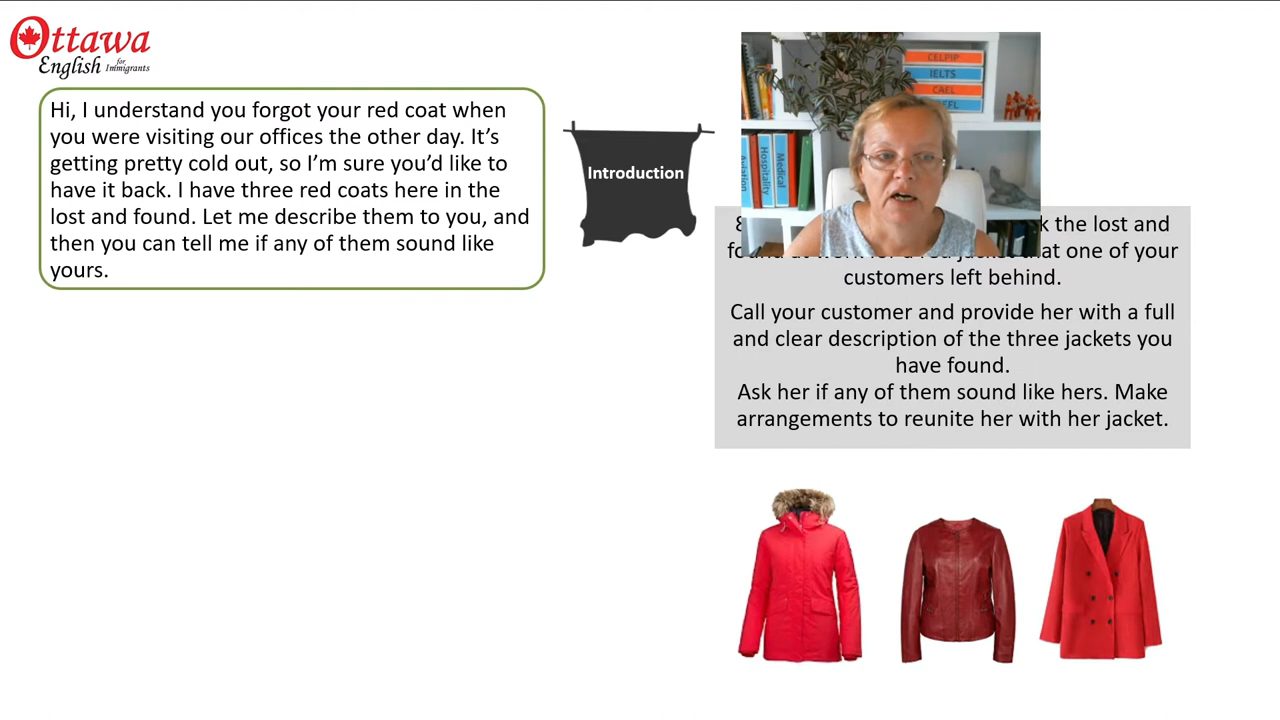 Ottawa
English for Immigrants
Hi, I understand you forgot your red coat when
you were visiting our offices the other day. It's
getting pretty cold out, so I'm sure you'd like to
have it back. I have three red coats here in the
lost and found. Let me describe them to you, and
then you can tell me if any of them sound like
yours.
Introduction
CELPIP
IELTS
CAEL
Hospitality
Medical
k the lost and
that one of your
customers left behind.
Call your customer and provide her with a full
and clear description of the three jackets you
have found.
Ask her if any of them sound like hers. Make
arrangements to reunite her with her jacket.